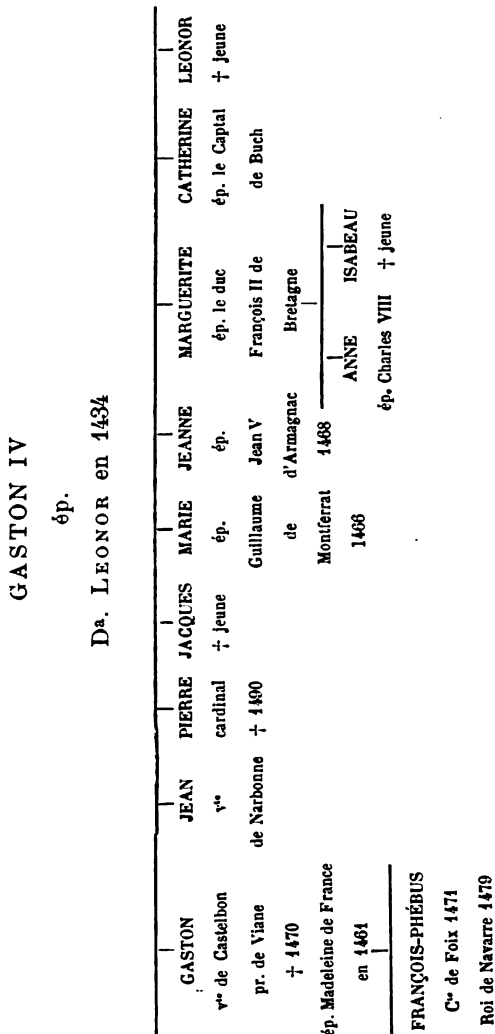 GASTON IV
ép.
Dª. LEONOR en 1434
GASTON
vte de Castelbon
pr. de Viane
† 1470
ép. Madeleine de France
en 1461
FRANÇOIS-PHÉBUS
Cte de Foix 1471
Roi de Navarre 1479
JEAN
vte
de Narbonne
PIERRE
cardinal
† 1490
JACQUES
† jeune
MARIE
ép.
Guillaume
de
Montferrat
1466
JEANNE
ép.
Jean V
d'Armagnac
1468
MARGUERITE
ép. le duc
François II de
Bretagne
ANNE
ép. Charles VIII
ISABEAU
† jeune
CATHERINE
ép. le Captal
de Buch
LEONOR
† jeune